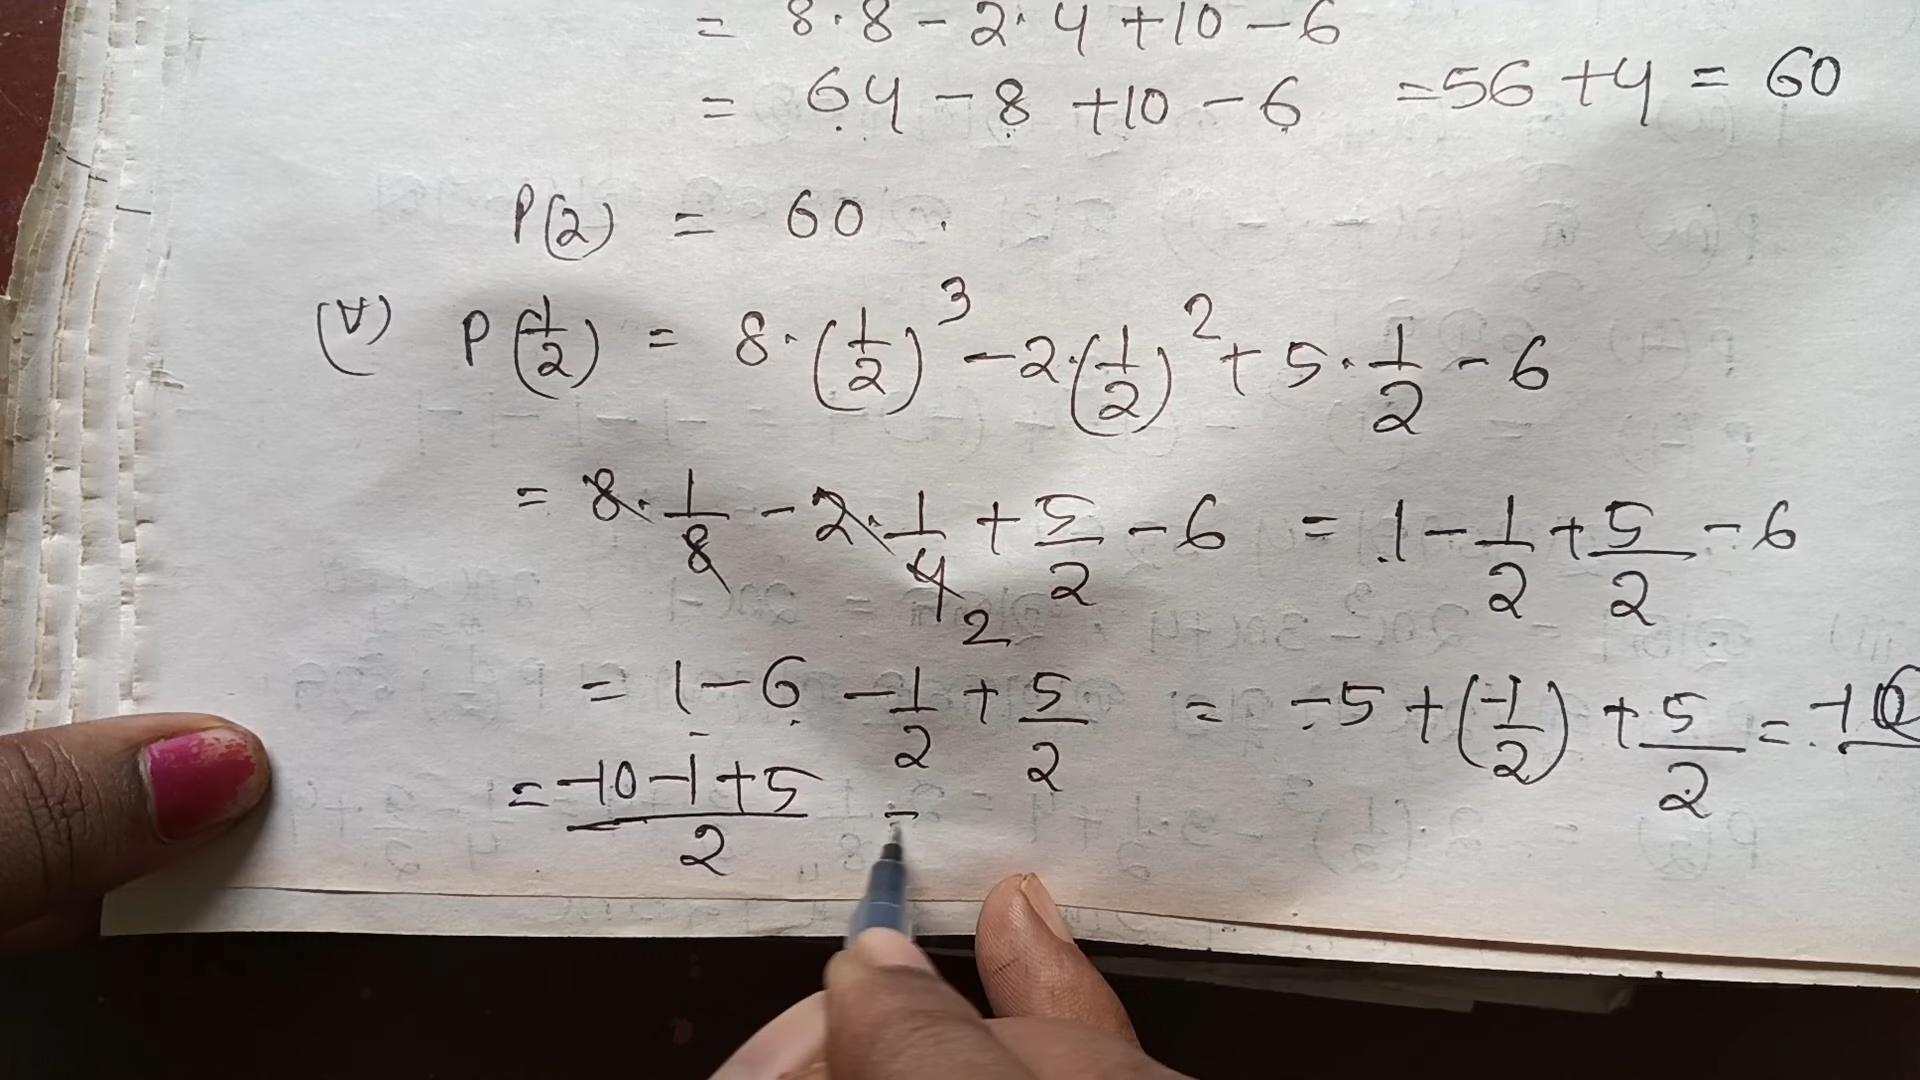 = 8·8 - 2·4 +10 - 6
= 64 - 8 +10 - 6 =56 +4 = 60
P(2) = 60
(V) P(1/2) = 8·(1/2)^3 - 2·(1/2)^2 + 5·1/2 - 6
= 8·1/8 - 2·1/4 2 + 5/2 - 6 = 1 - 1/2 + 5/2 - 6
= 1 - 6 - 1/2 + 5/2 = -5 + (-1/2) + 5/2 = -10
= -10 - 1 + 5/2 =